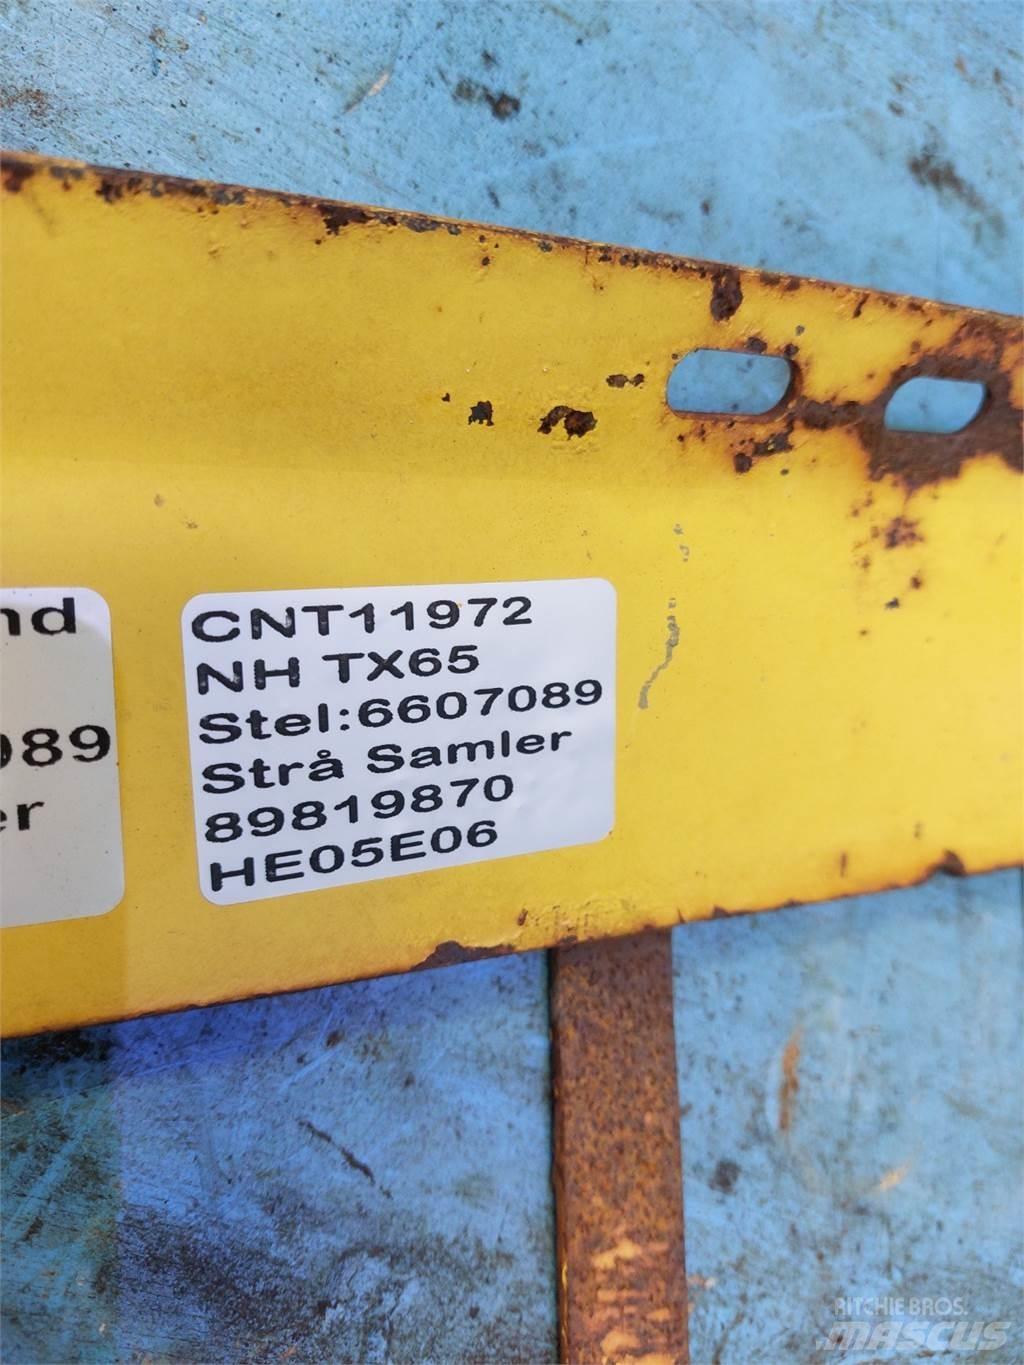 nd
089
er
CNT11972
NH TX65
Stel:6607089
Strå Samler
89819870
HE05E06
RITCHIE BROS.
MASCUS